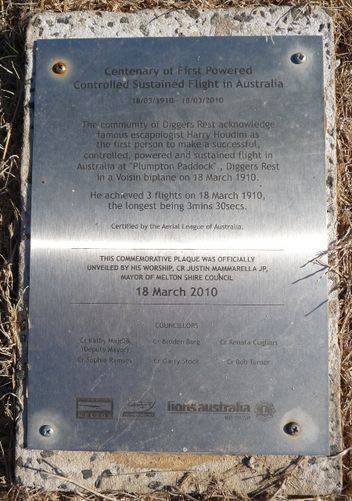 Centenary of First Powered
Controlled Sustained Flight in Australia
18/03/1910 - 18/03/2010
The community of Diggers Rest acknowledge
famous escapologist Harry Houdini as
the first person to make a successful,
controlled, powered and sustained flight in
Australia at "Plumpton Paddock", Diggers Rest
in a Voisin biplane on 18 March 1910.
He achieved 3 flights on 18 March 1910,
the longest being 3mins 30secs.
Certified by the Aerial League of Australia.
THIS COMMEMORATIVE PLAQUE WAS OFFICIALLY
UNVEILED BY HIS WORSHIP, CR JUSTIN MAMMARELLA JP,
MAYOR OF MELTON SHIRE COUNCIL
18 March 2010
COUNCILLORS
Cr Kathy Majdlik Cr Broden Borg Cr Renata Cugliari
(Deputy Mayor)
Cr Sophie Ramsey Cr Garry Stock Cr Bob Turner
MELTON lions australia